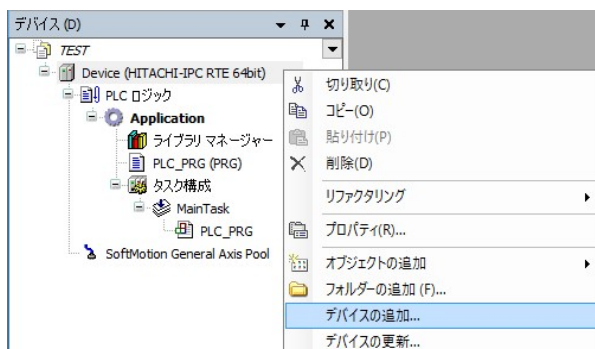 デバイス (D)
TEST
Device (HITACHI-IPC RTE 64bit)
PLC ロジック
Application
ライブラリ マネージャー
PLC_PRG (PRG)
タスク構成
MainTask
PLC_PRG
SoftMotion General Axis Pool
切り取り(C)
コピー(O)
貼り付け(P)
削除(D)
リファクタリング
プロパティ(R)...
オブジェクトの追加
フォルダーの追加 (F)...
デバイスの追加...
デバイスの更新...